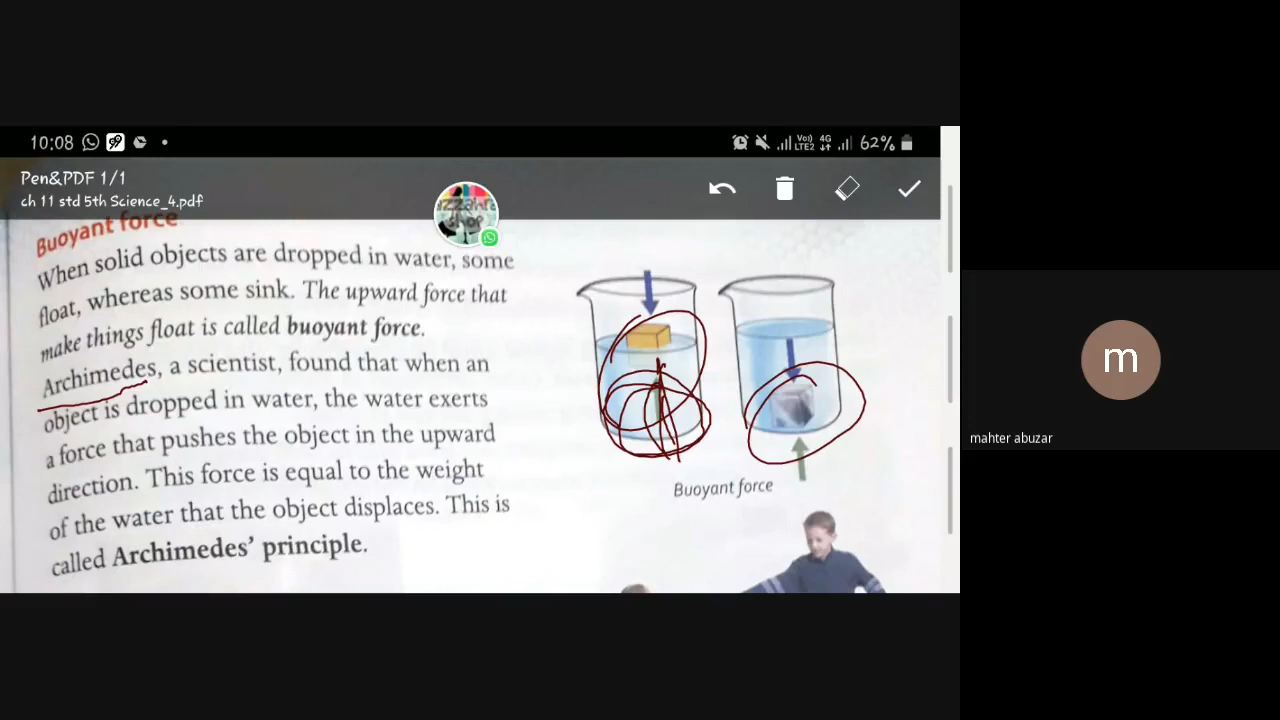 10:08
Vo)) 4G
LTE2 62%
Pen&PDF 1/1
ch 11 std 5th Science_4.pdf
Buoyant force
When solid objects are dropped in water, some
float, whereas some sink. The upward force that
make things float is called buoyant force.
Archimedes, a scientist, found that when an
object is dropped in water, the water exerts
a force that pushes the object in the upward
direction. This force is equal to the weight
of the water that the object displaces. This is
called Archimedes' principle.
Buoyant force
m
mahter abuzar